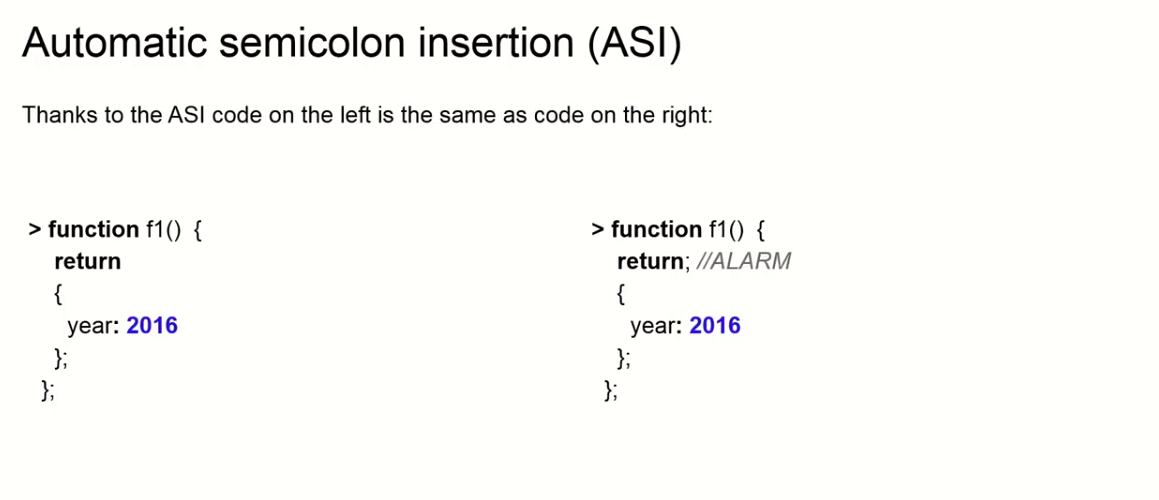 Automatic semicolon insertion (ASI)
Thanks to the ASI code on the left is the same as code on the right:
> function f1() {
return
{
year: 2016
};
};
> function f1() {
return; //ALARM
{
year: 2016
};
};